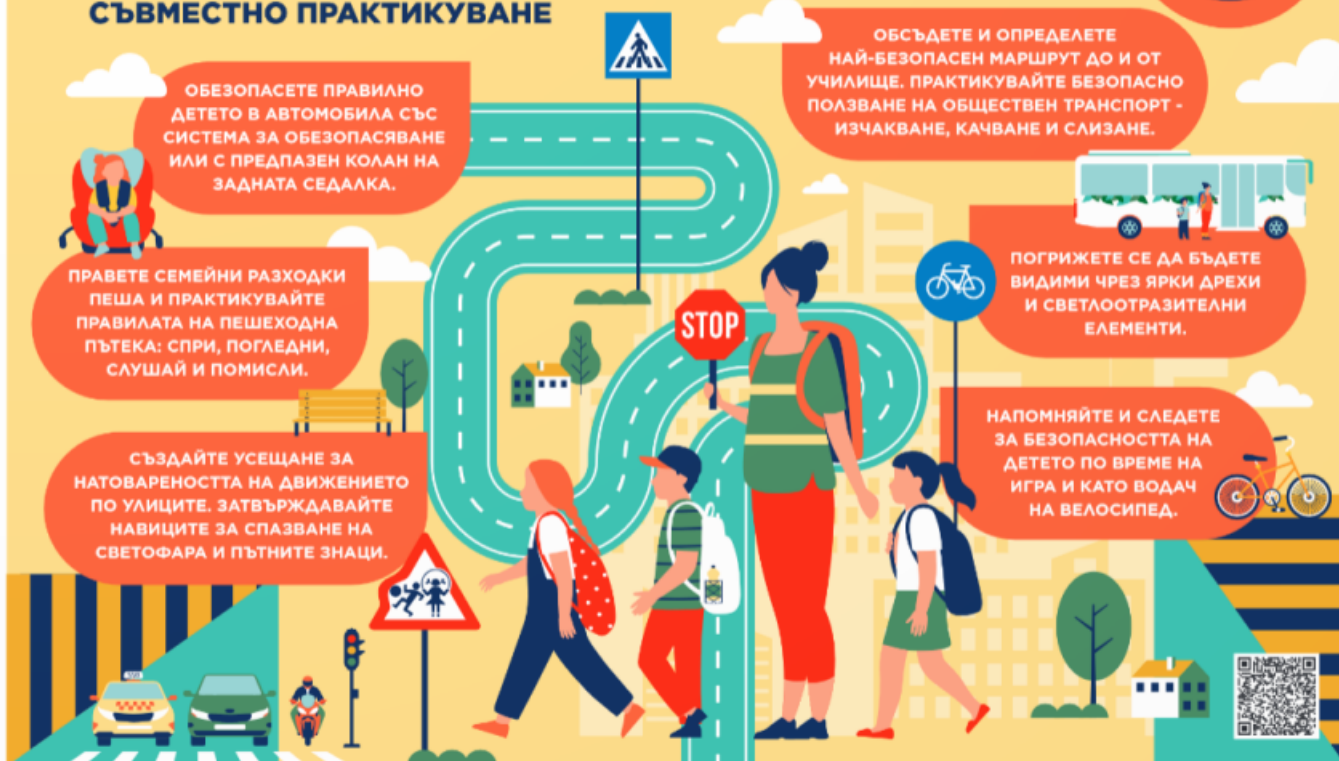 СЪВМЕСТНО ПРАКТИКУВАНЕ
ОБЕЗОПАСЕТЕ ПРАВИЛНО
ДЕТЕТО В АВТОМОБИЛА СЪС
СИСТЕМА ЗА ОБЕЗОПАСЯВАНЕ
ИЛИ С ПРЕДПАЗЕН КОЛАН НА
ЗАДНАТА СЕДАЛКА.
ПРАВЕТЕ СЕМЕЙНИ РАЗХОДКИ
ПЕША И ПРАКТИКУВАЙТЕ
ПРАВИЛАТА НА ПЕШЕХОДНА
ПЪТЕКА: СПРИ, ПОГЛЕДНИ,
СЛУШАЙ И ПОМИСЛИ.
СЪЗДАЙТЕ УСЕЩАНЕ ЗА
НАТОВАРЕНОСТТА НА ДВИЖЕНИЕТО
ПО УЛИЦИТЕ. ЗАТВЪРЖДАВАЙТЕ
НАВИЦИТЕ ЗА СПАЗВАНЕ НА
СВЕТОФАРА И ПЪТНИТЕ ЗНАЦИ.
STOP
ОБСЪДЕТЕ И ОПРЕДЕЛЕТЕ
НАЙ-БЕЗОПАСЕН МАРШРУТ ДО И ОТ
УЧИЛИЩЕ. ПРАКТИКУВАЙТЕ БЕЗОПАСНО
ПОЛЗВАНЕ НА ОБЩЕСТВЕН ТРАНСПОРТ -
ИЗЧАКВАНЕ, КАЧВАНЕ И СЛИЗАНЕ.
ПОГРИЖЕТЕ СЕ ДА БЪДЕТЕ
ВИДИМИ ЧРЕЗ ЯРКИ ДРЕХИ
И СВЕТЛООТРАЗИТЕЛНИ
ЕЛЕМЕНТИ.
НАПОМНЯЙТЕ И СЛЕДЕТЕ
ЗА БЕЗОПАСНОСТТА НА
ДЕТЕТО ПО ВРЕМЕ НА
ИГРА И КАТО ВОДАЧ
НА ВЕЛОСИПЕД.